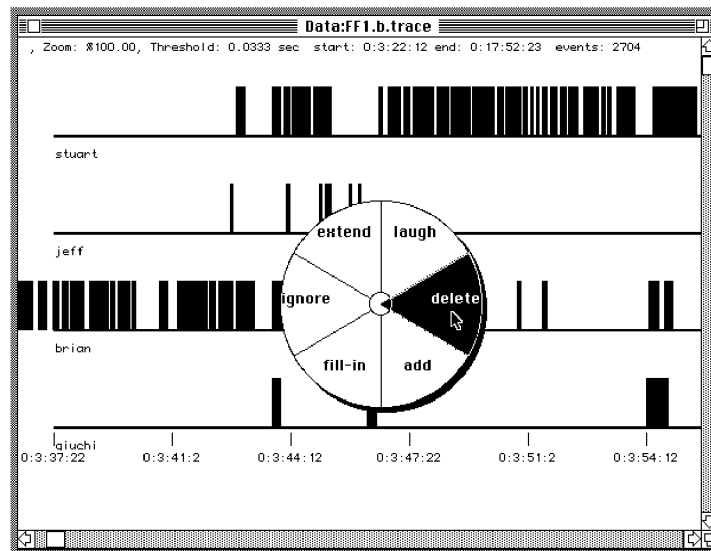 Data:FF1.b.trace
, Zoom: %100.00, Threshold: 0.0333 sec start: 0:3:22:12 end: 0:17:52:23 events: 2704
stuart
jeff
extend laugh
ignore delete
brian
fill-in add
qiuchi
0:3:37:22 0:3:41:2 0:3:44:12 0:3:47:22 0:3:51:2 0:3:54:12